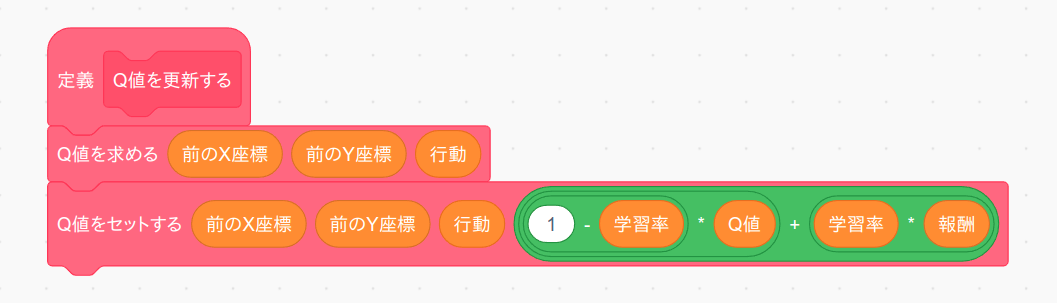 定義 Q値を更新する
Q値を求める 前のX座標 前のY座標 行動
Q値をセットする 前のX座標 前のY座標 行動 1 - 学習率 * Q値 + 学習率 * 報酬